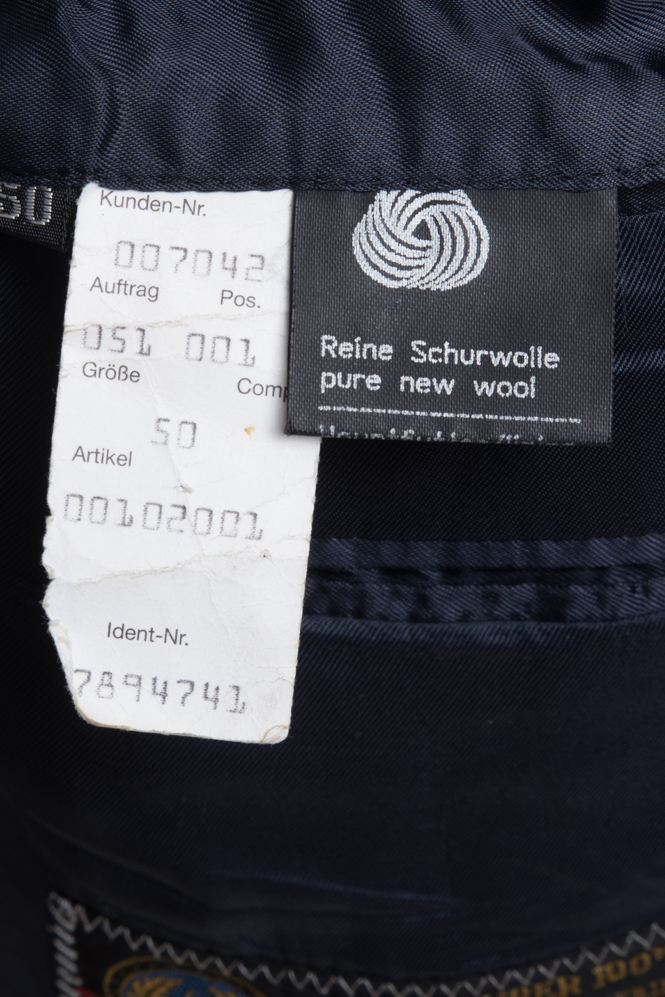 50
Kunden-Nr.
007042
Auftrag Pos.
051 001
Größe
50
Artikel
00102001
Ident-Nr.
7894741
Reine Schurwolle
pure new wool
100%